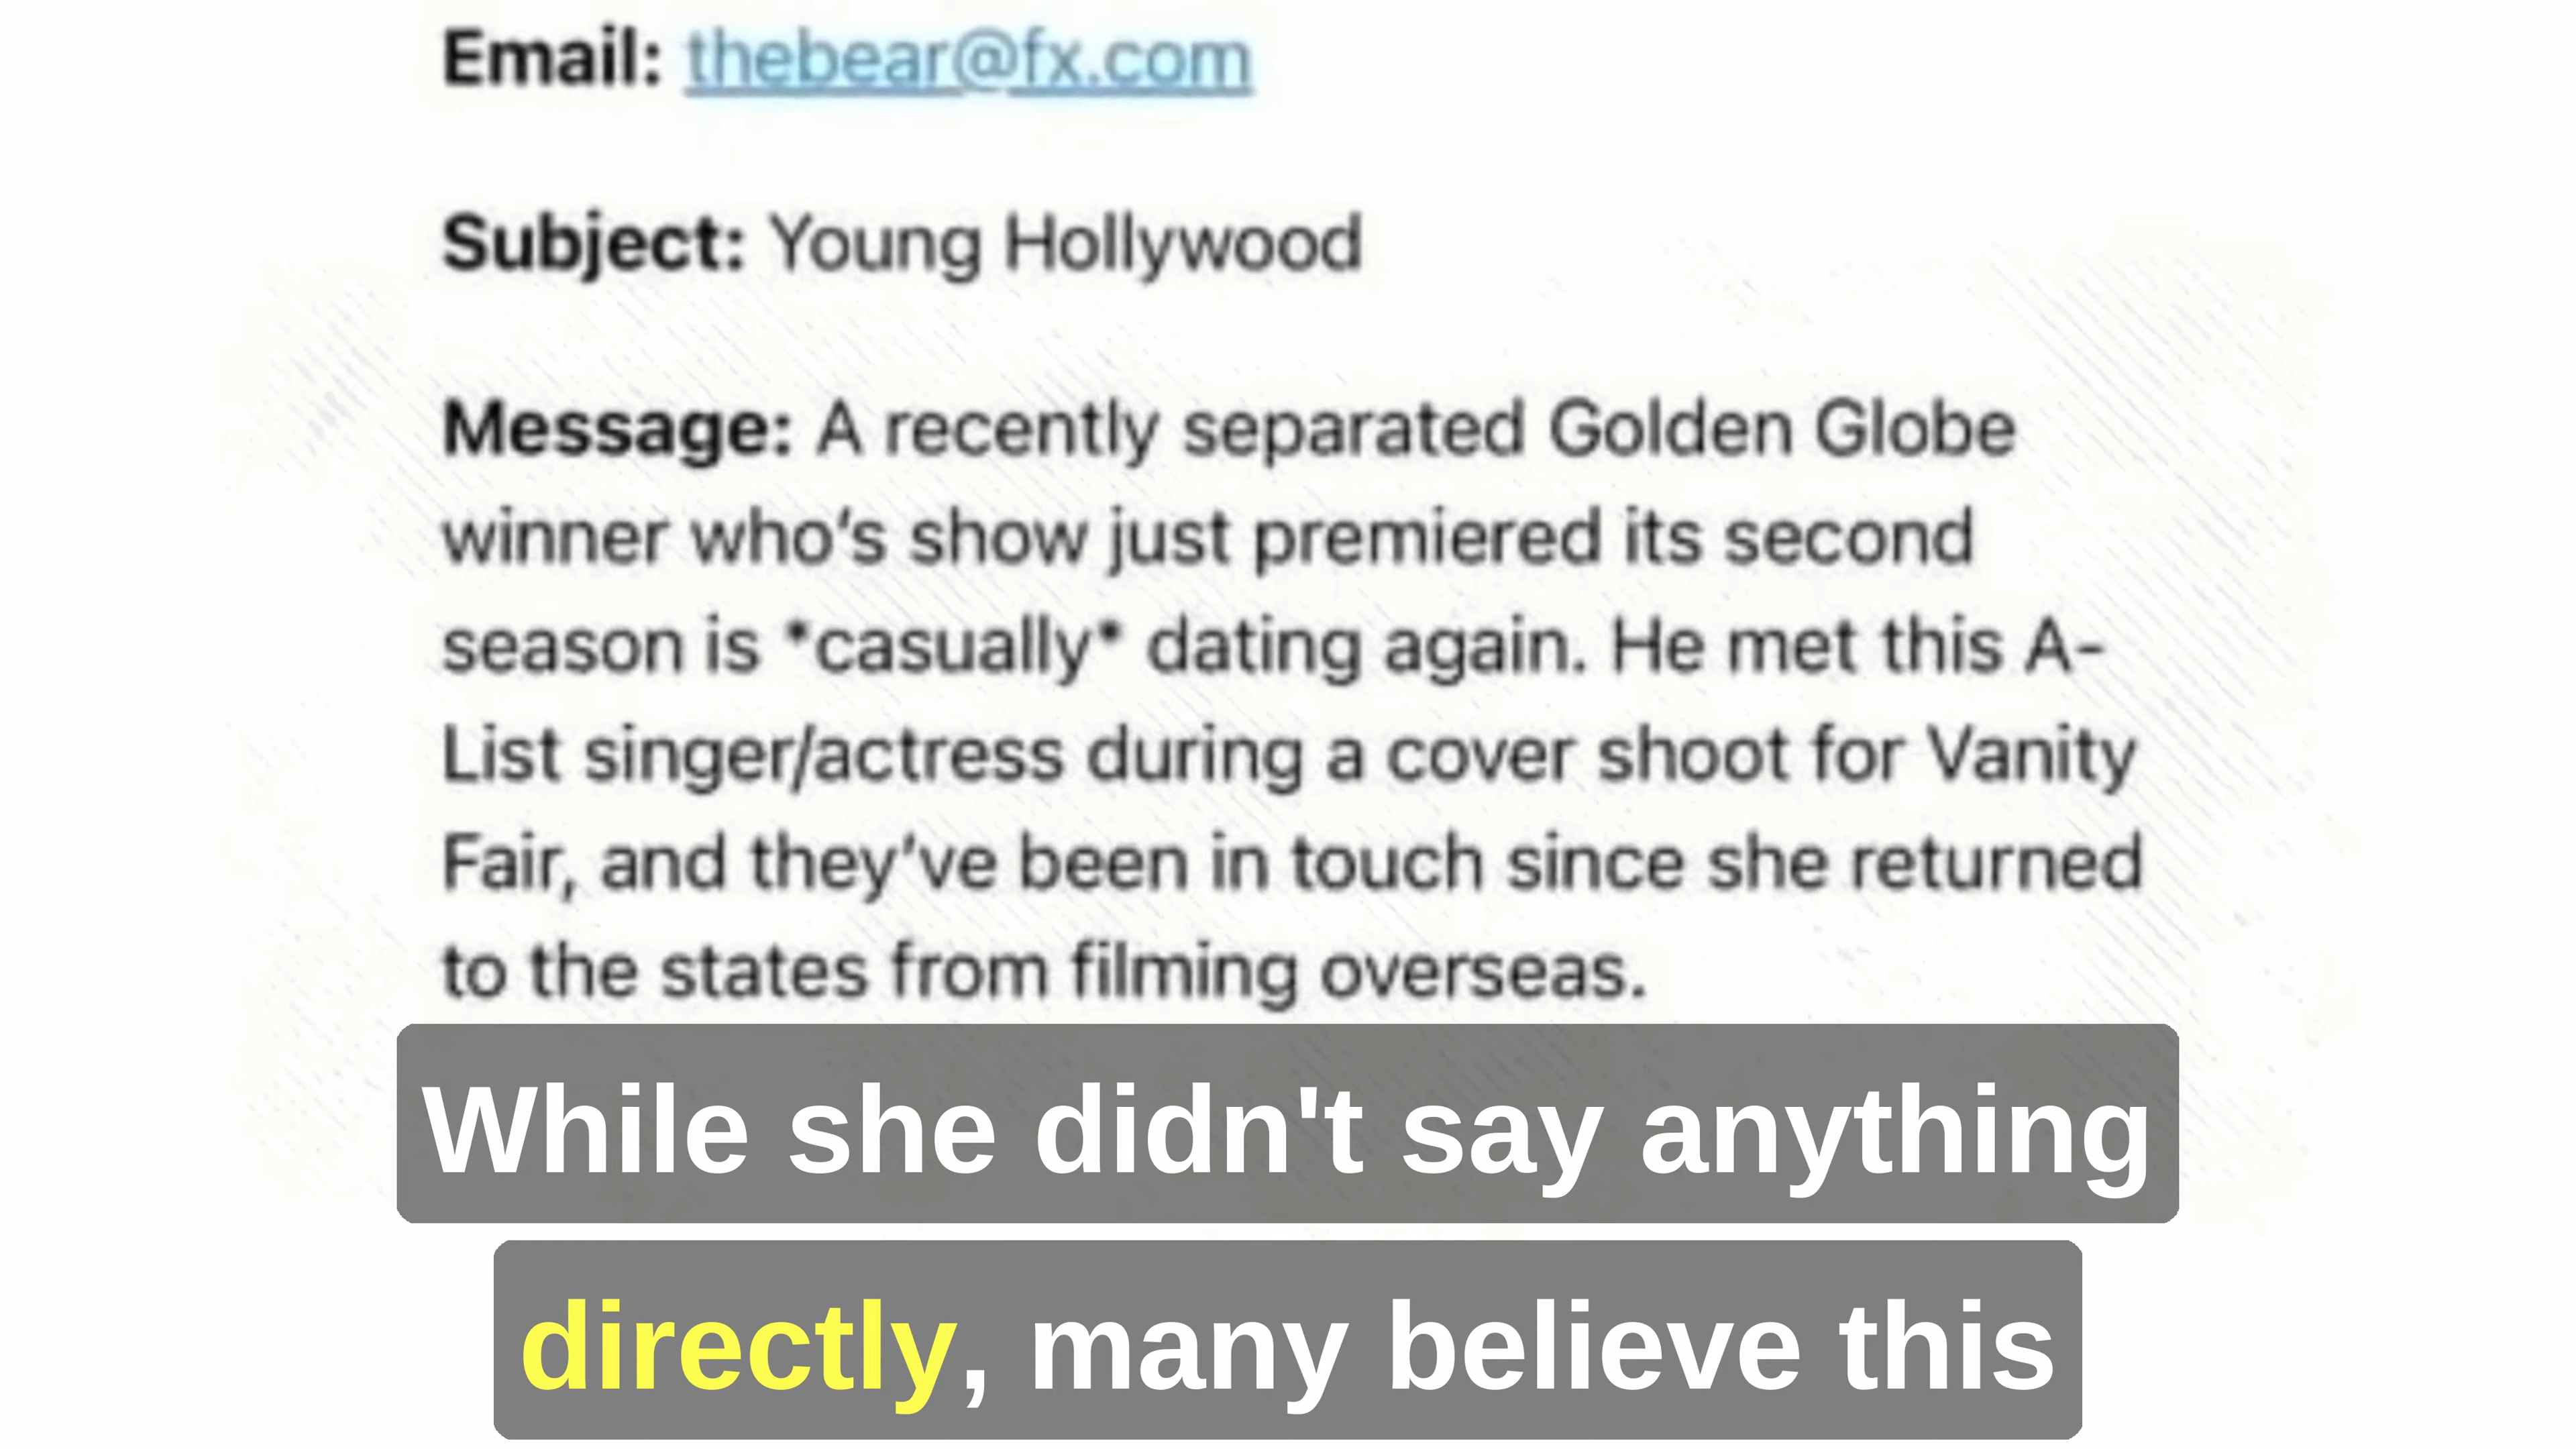 Email: thebear@fx.com
Subject: Young Hollywood
Message: A recently separated Golden Globe
winner who's show just premiered its second
season is *casually* dating again. He met this A-
List singer/actress during a cover shoot for Vanity
Fair, and they've been in touch since she returned
to the states from filming overseas.
While she didn't say anything
directly, many believe this